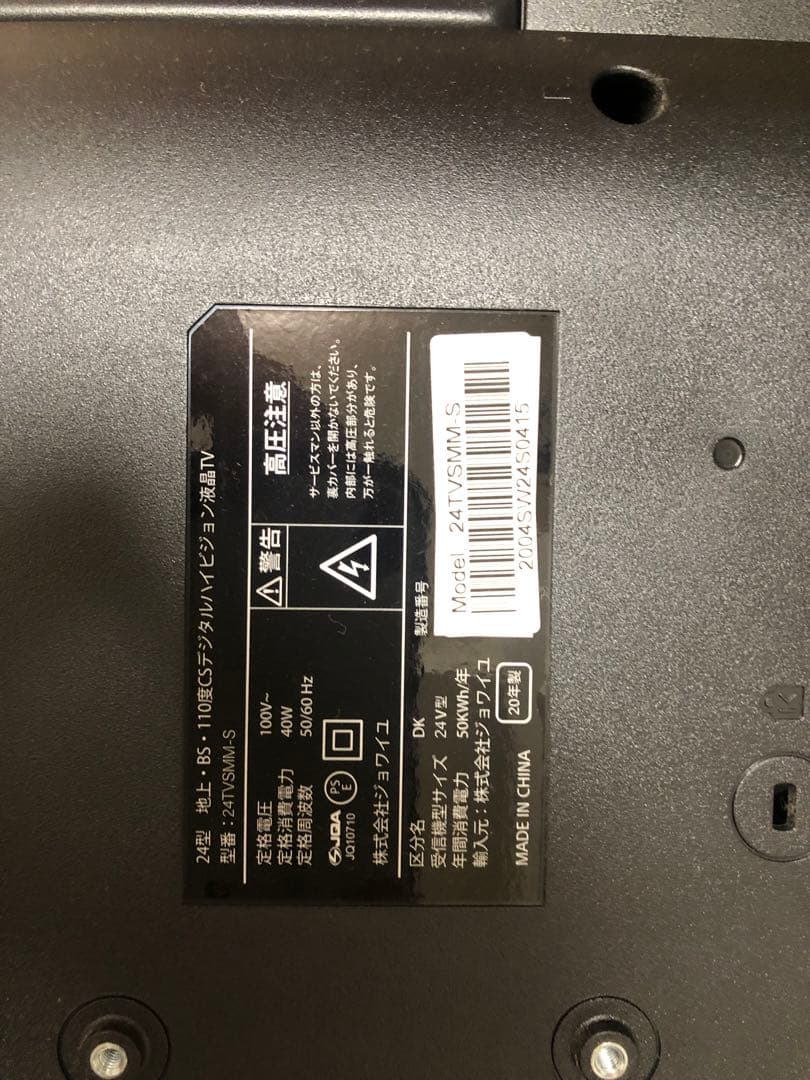 24型 地上・BS・110度CSデジタルハイビジョン液晶TV
型番：24TVSMM-S
定格電圧 100V~
定格消費電力 40W
定格周波数 50/60 Hz
JQA
PS
E
JQ10710
株式会社ジョワイユ
警告
高圧注意
サービスマン以外の方は、
裏カバーを開かないでください。
内部には高圧部分があり、
万が一触れると危険です。
区分名 DK
受信機型サイズ 24V型
年間消費電力 50KWh/年
輸入元：株式会社ジョワイユ
MADE IN CHINA
20年製
製造番号
Model 24TVSMM-S
2004SW24S0415